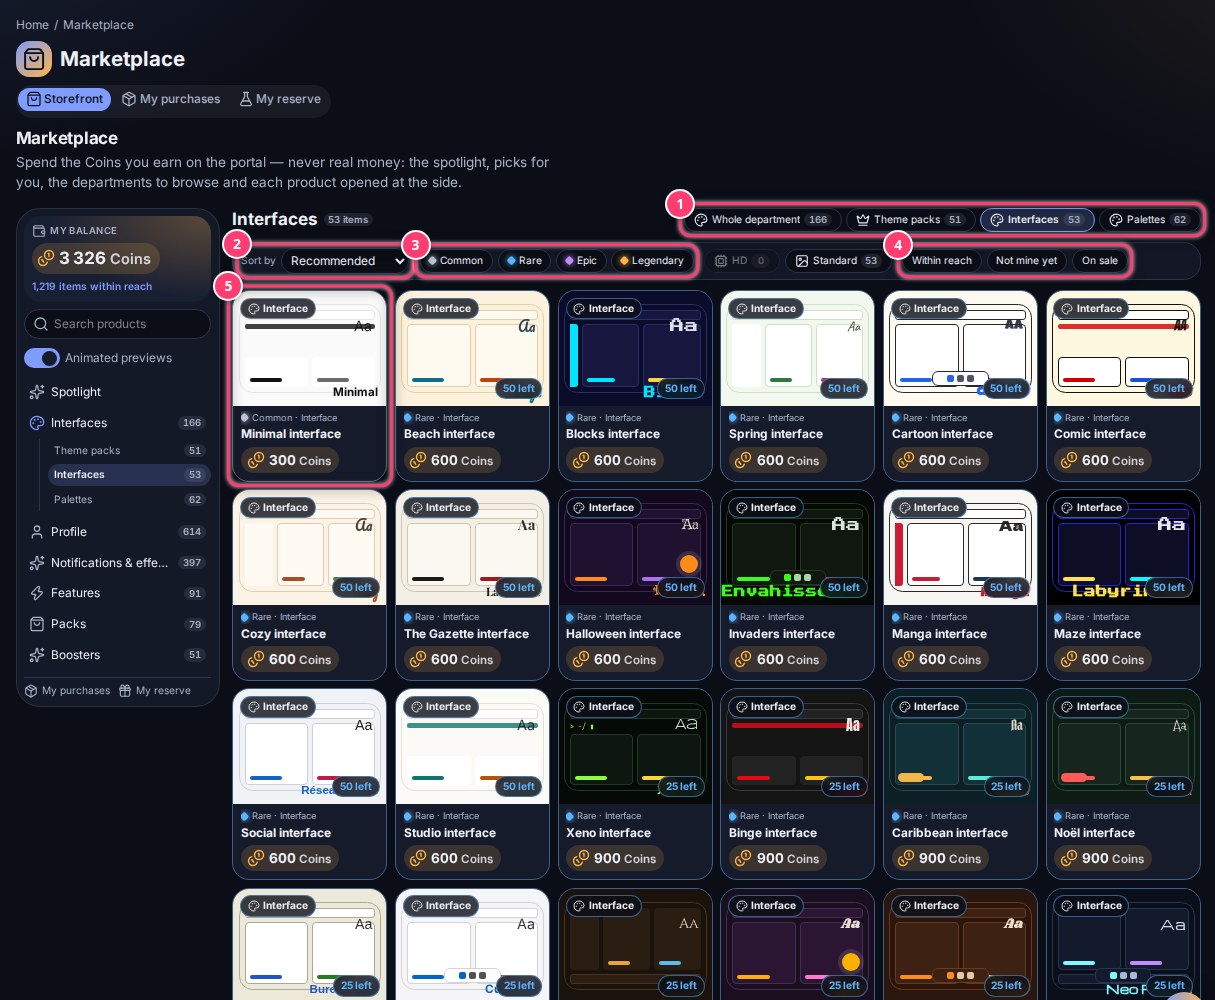 Home / Marketplace
Marketplace
Storefront My purchases My reserve
Marketplace
Spend the Coins you earn on the portal — never real money: the spotlight, picks for
you, the departments to browse and each product opened at the side.
MY BALANCE
3 326 Coins
1,219 items within reach
Search products
Animated previews
Spotlight
Interfaces 166
Theme packs 51
Interfaces 53
Palettes 62
Profile 614
Notifications & effe... 397
Features 91
Packs 79
Boosters 51
My purchases My reserve
Interfaces 53 items
1
Whole department 166 Theme packs 51 Interfaces 53 Palettes 62
2 3 4
Sort by Recommended Common Rare Epic Legendary HD 0 Standard 53 Within reach Not mine yet On sale
5
Interface Interface Interface Interface Interface Interface
Aa Aa Aa Aa AA AA
Minimal 50 left 50 left 50 left 50 left 50 left
Common · Interface Rare · Interface Rare · Interface Rare · Interface Rare · Interface Rare · Interface
Minimal interface Beach interface Blocks interface Spring interface Cartoon interface Comic interface
300 Coins 600 Coins 600 Coins 600 Coins 600 Coins 600 Coins
Interface Interface Interface Interface Interface Interface
Aa Aa Aa Aa Aa Aa
50 left 50 left 50 left 50 left 50 left 50 left
Rare · Interface Rare · Interface Rare · Interface Rare · Interface Rare · Interface Rare · Interface
Cozy interface The Gazette interface Halloween interface Invaders interface Manga interface Maze interface
600 Coins 600 Coins 600 Coins 600 Coins 600 Coins 600 Coins
Interface Interface Interface Interface Interface Interface
Aa Aa > ~/ Aa Aa Aa Aa
50 left 50 left 25 left 25 left 25 left 25 left
Rare · Interface Rare · Interface Rare · Interface Rare · Interface Rare · Interface Rare · Interface
Social interface Studio interface Xeno interface Binge interface Caribbean interface Noël interface
600 Coins 600 Coins 900 Coins 900 Coins 900 Coins 900 Coins
Interface Interface Interface Interface Interface Interface
Aa Aa AA Aa Aa Aa
25 left 25 left 25 left 25 left 25 left Neo 25 left